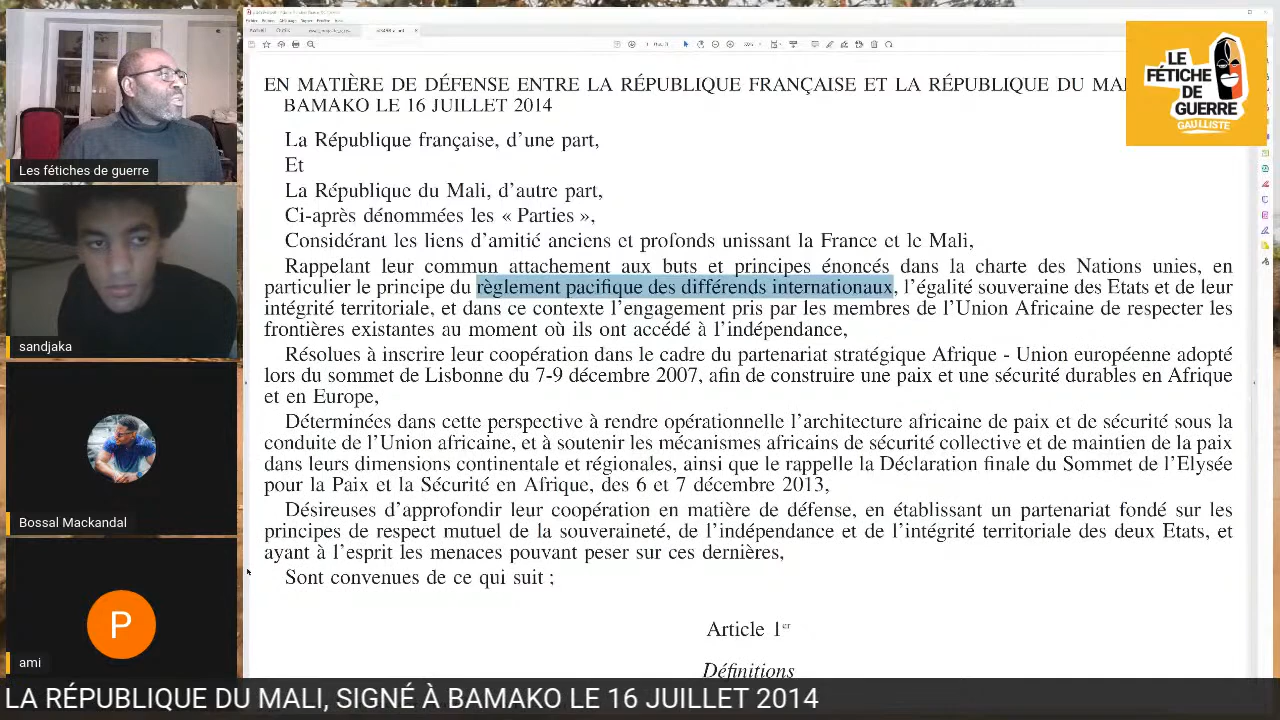 EN MATIÈRE DE DÉFENSE ENTRE LA RÉPUBLIQUE FRANÇAISE ET LA RÉPUBLIQUE DU
BAMAKO LE 16 JUILLET 2014
La République française, d'une part,
Et
La République du Mali, d'autre part,
Ci-après dénommées les « Parties »,
Considérant les liens d'amitié anciens et profonds unissant la France et le Mali,
Rappelant leur commun attachement aux buts et principes énoncés dans la charte des Nations unies, en
particulier le principe du règlement pacifique des différends internationaux, l'égalité souveraine des Etats et de leur
intégrité territoriale, et dans ce contexte l'engagement pris par les membres de l'Union Africaine de respecter les
frontières existantes au moment où ils ont accédé à l'indépendance,
Résolues à inscrire leur coopération dans le cadre du partenariat stratégique Afrique - Union européenne adopté
lors du sommet de Lisbonne du 7-9 décembre 2007, afin de construire une paix et une sécurité durables en Afrique
et en Europe,
Déterminées dans cette perspective à rendre opérationnelle l'architecture africaine de paix et de sécurité sous la
conduite de l'Union africaine, et à soutenir les mécanismes africains de sécurité collective et de maintien de la paix
dans leurs dimensions continentale et régionales, ainsi que le rappelle la Déclaration finale du Sommet de l'Elysée
pour la Paix et la Sécurité en Afrique, des 6 et 7 décembre 2013,
Désireuses d'approfondir leur coopération en matière de défense, en établissant un partenariat fondé sur les
principes de respect mutuel de la souveraineté, de l'indépendance et de l'intégrité territoriale des deux Etats, et
ayant à l'esprit les menaces pouvant peser sur ces dernières,
Sont convenues de ce qui suit ;
Article 1er
Définitions
LE
FÉTICHE
DE
GUERRE
GAULLISTE
Les fétiches de guerre
sandjaka
Bossal Mackandal
P
ami
LA RÉPUBLIQUE DU MALI, SIGNÉ À BAMAKO LE 16 JUILLET 2014